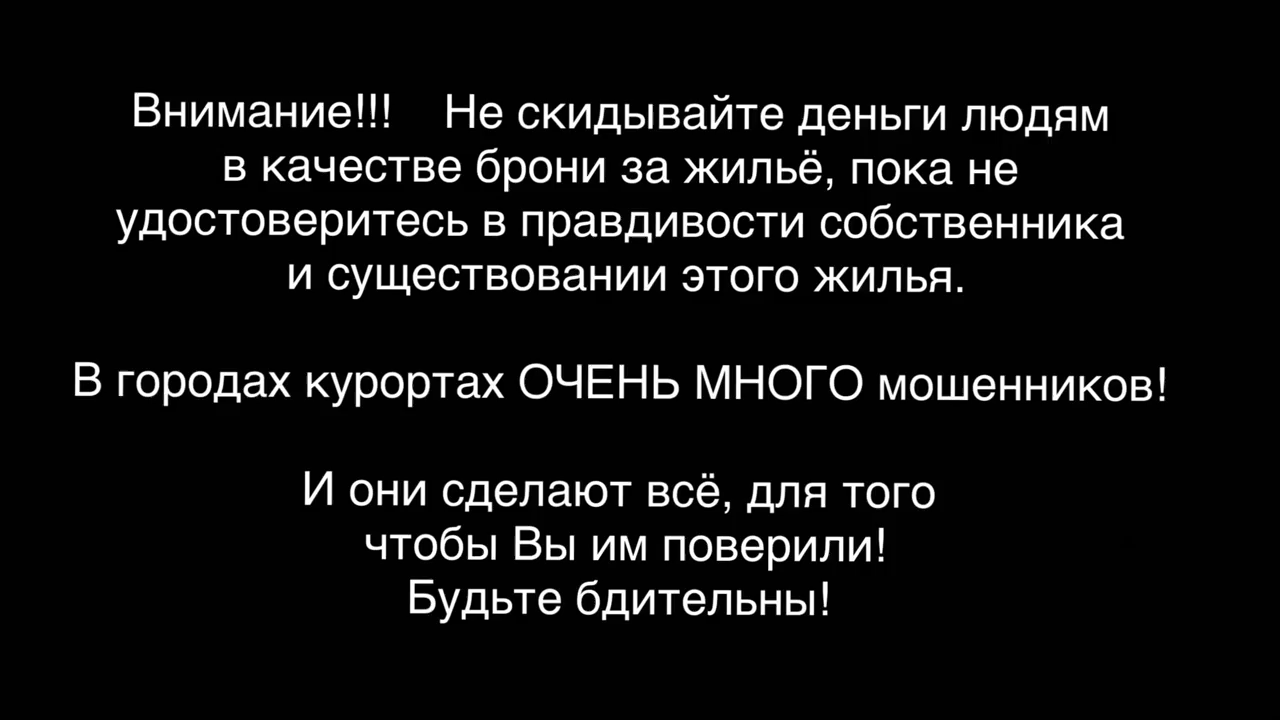 Внимание!!! Не скидывайте деньги людям
в качестве брони за жильё, пока не
удостоверитесь в правдивости собственника
и существовании этого жилья.
В городах курортах ОЧЕНЬ МНОГО мошенников!
И они сделают всё, для того
чтобы Вы им поверили!
Будьте бдительны!